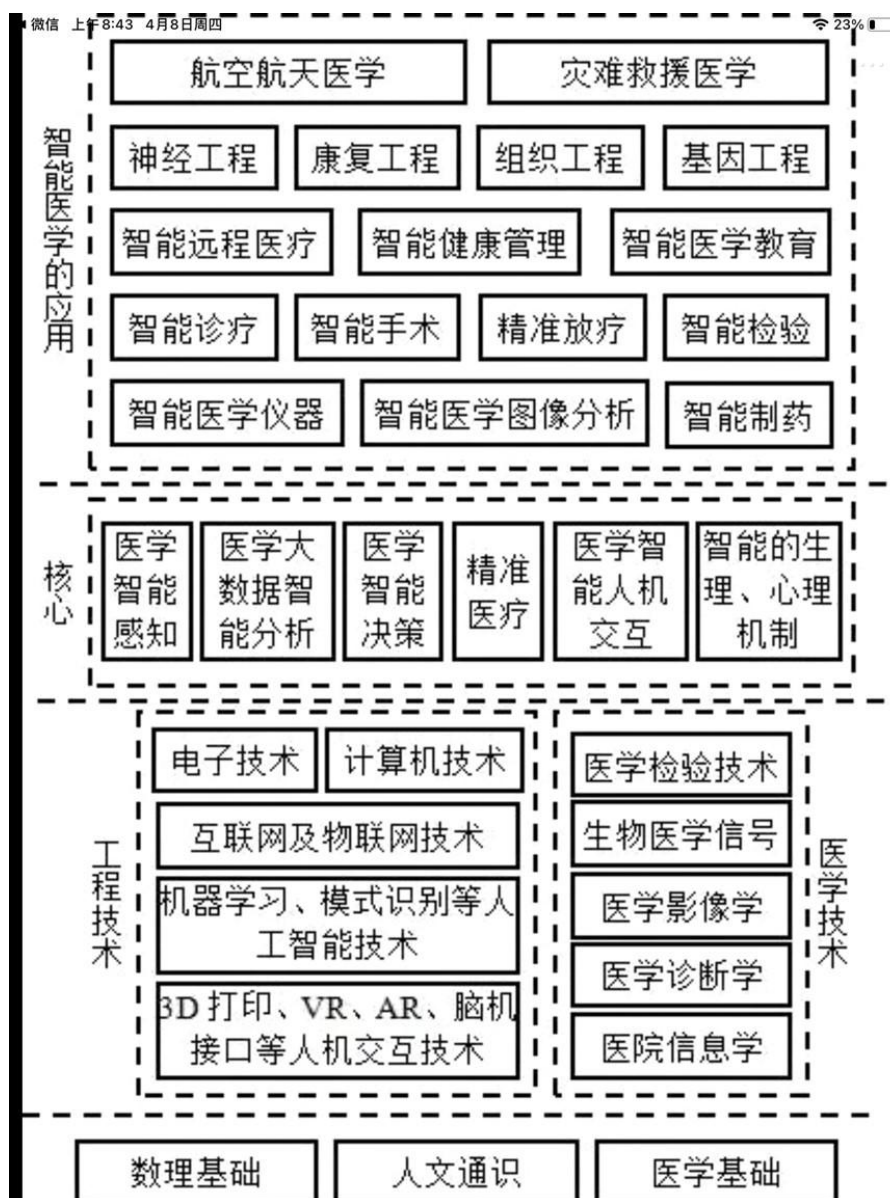 微信 上午8:43 4月8日周四 23%
智能医学的应用
航空航天医学 灾难救援医学
神经工程 康复工程 组织工程 基因工程
智能远程医疗 智能健康管理 智能医学教育
智能诊疗 智能手术 精准放疗 智能检验
智能医学仪器 智能医学图像分析 智能制药
核心
医学
智能
感知
医学大
数据智
能分析
医学
智能
决策
精准
医疗
医学智
能人机
交互
智能的生
理、心理
机制
工程技术
电子技术 计算机技术
互联网及物联网技术
机器学习、模式识别等人
工智能技术
3D 打印、VR、AR、脑机
接口等人机交互技术
医学检验技术
生物医学信号
医学影像学
医学诊断学
医院信息学
医学技术
数理基础 人文通识 医学基础